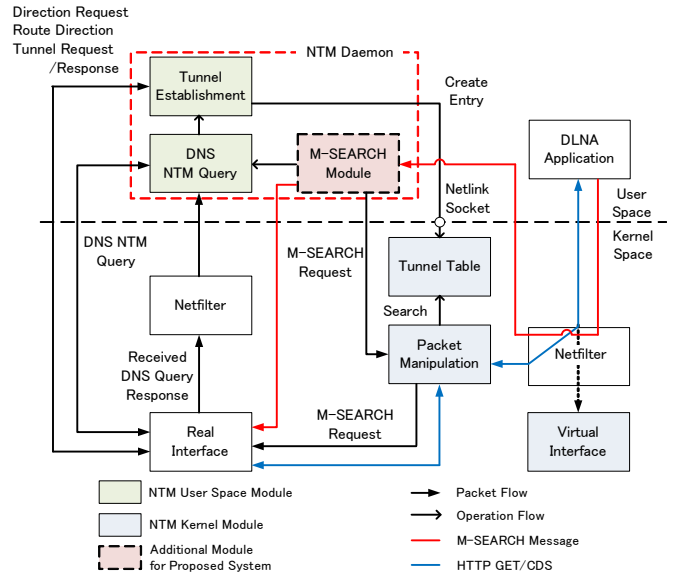 Direction Request
Route Direction
Tunnel Request
/Response
NTM Daemon
Tunnel
Establishment
Create
Entry
DNS
NTM Query
M-SEARCH
Module
DLNA
Application
Netlink
Socket
User
Space
Kernel
Space
DNS NTM
Query
M-SEARCH
Request
Tunnel Table
Netfilter
Search
Packet
Manipulation
Netfilter
Received
DNS Query
Response
M-SEARCH
Request
Real
Interface
Virtual
Interface
NTM User Space Module
Packet Flow
NTM Kernel Module
Operation Flow
Additional Module
for Proposed System
M-SEARCH Message
HTTP GET/CDS